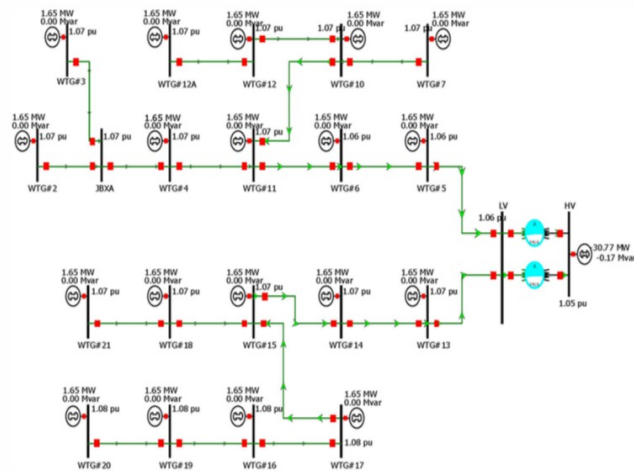 1.65 MW
0.00 Mvar
1.07 pu
WTG#3
1.65 MW
0.00 Mvar
1.07 pu
WTG#12A
1.65 MW
0.00 Mvar
1.07 pu
WTG#12
1.65 MW
0.00 Mvar
1.07 pu
WTG#10
1.65 MW
0.00 Mvar
1.07 pu
WTG#7
1.65 MW
0.00 Mvar
1.07 pu
WTG#2
1.07 pu
JBXA
1.65 MW
0.00 Mvar
1.07 pu
WTG#4
1.65 MW
0.00 Mvar
1.07 pu
WTG#11
1.65 MW
0.00 Mvar
1.06 pu
WTG#6
1.65 MW
0.00 Mvar
1.06 pu
WTG#5
LV
1.06 pu
HV
30.77 MW
-0.17 Mvar
1.05 pu
1.65 MW
0.00 Mvar
1.07 pu
WTG#21
1.65 MW
0.00 Mvar
1.07 pu
WTG#18
1.65 MW
0.00 Mvar
1.07 pu
WTG#15
1.65 MW
0.00 Mvar
1.07 pu
WTG#14
1.65 MW
0.00 Mvar
1.07 pu
WTG#13
1.65 MW
0.00 Mvar
1.08 pu
WTG#20
1.65 MW
0.00 Mvar
1.08 pu
WTG#19
1.65 MW
0.00 Mvar
1.08 pu
WTG#16
1.65 MW
0.00 Mvar
1.08 pu
WTG#17